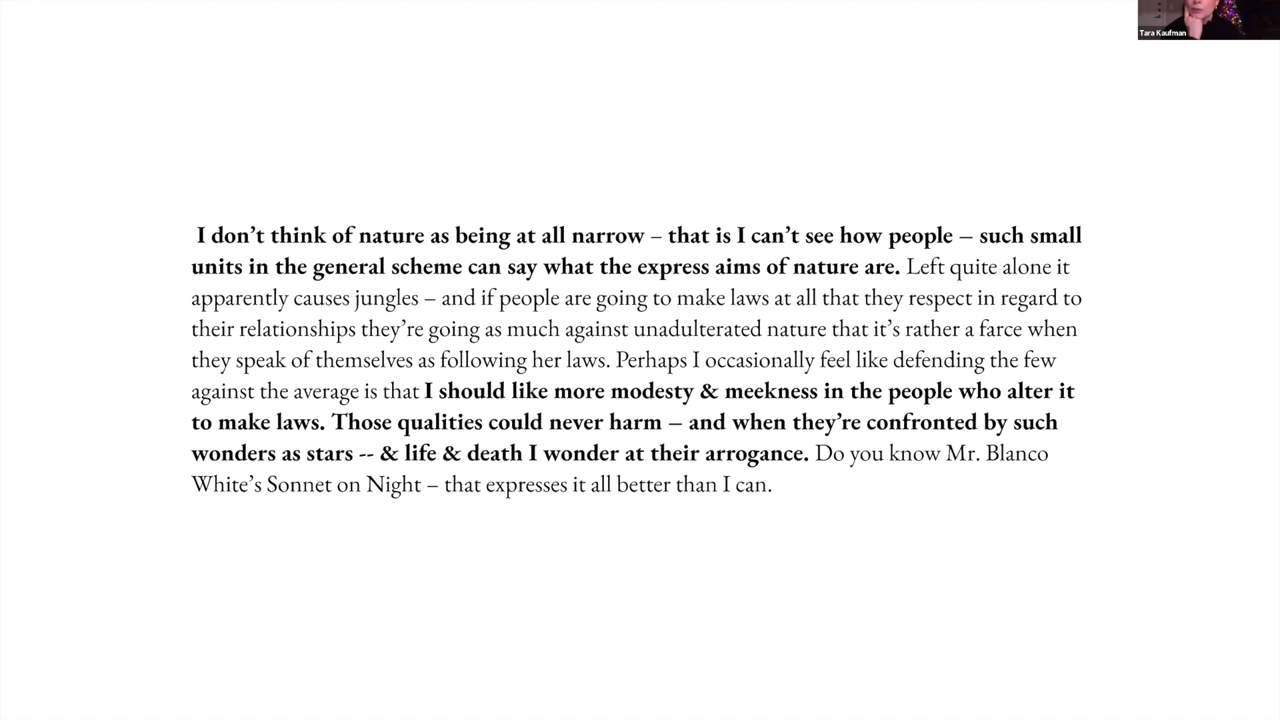 Tara Kaufman
I don’t think of nature as being at all narrow – that is I can’t see how people – such small
units in the general scheme can say what the express aims of nature are. Left quite alone it
apparently causes jungles – and if people are going to make laws at all that they respect in regard to
their relationships they’re going as much against unadulterated nature that it’s rather a farce when
they speak of themselves as following her laws. Perhaps I occasionally feel like defending the few
against the average is that I should like more modesty & meekness in the people who alter it
to make laws. Those qualities could never harm – and when they’re confronted by such
wonders as stars -- & life & death I wonder at their arrogance. Do you know Mr. Blanco
White’s Sonnet on Night – that expresses it all better than I can.